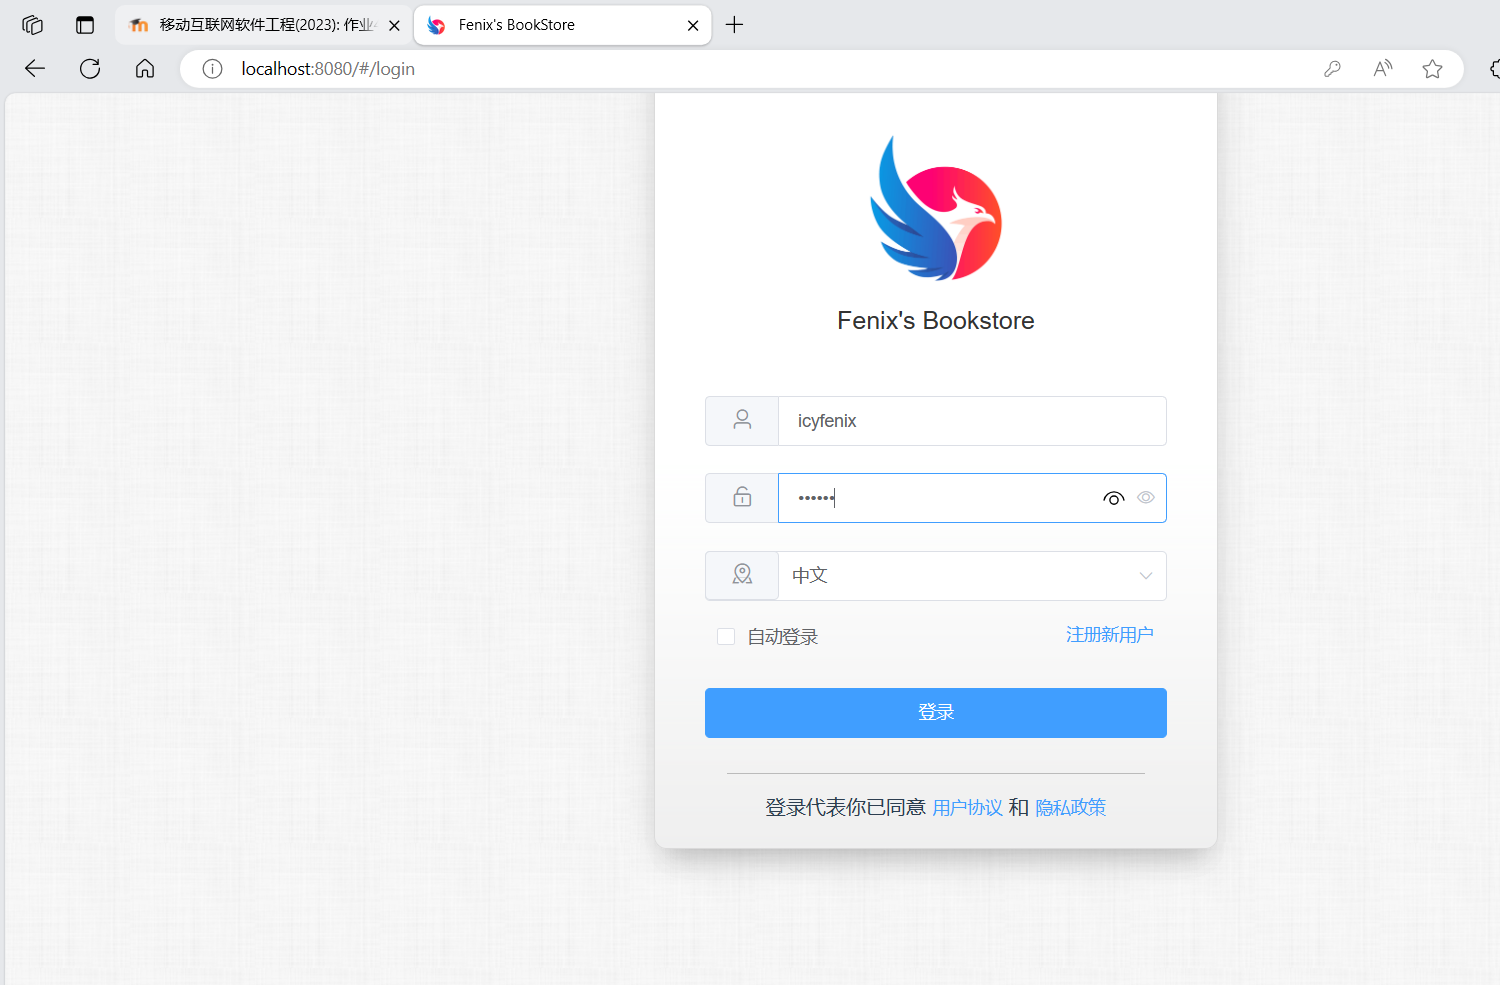 移动互联网软件工程(2023): 作业
Fenix's BookStore
localhost:8080/#/login
Fenix's Bookstore
icyfenix
••••••
中文
自动登录
注册新用户
登录
登录代表你已同意 用户协议 和 隐私政策